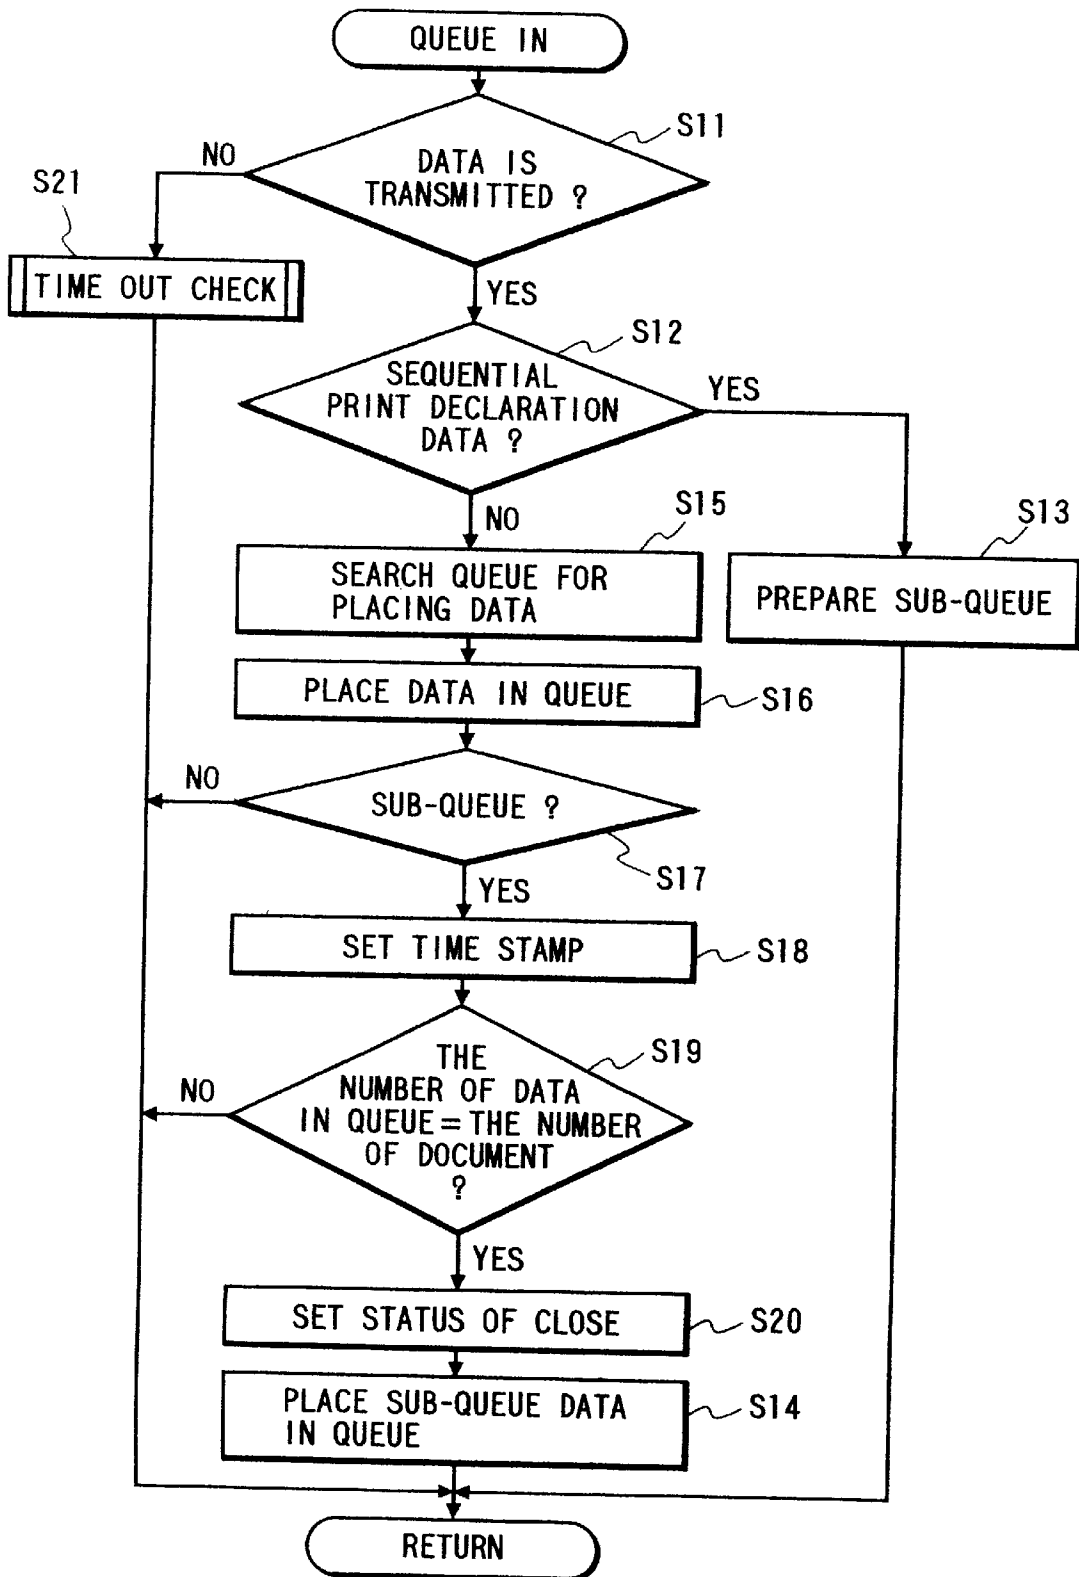 QUEUE IN
S11
DATA IS
TRANSMITTED ?
NO
S21
TIME OUT CHECK
YES
S12
SEQUENTIAL
PRINT DECLARATION
DATA ?
YES
NO
S15
S13
SEARCH QUEUE FOR
PLACING DATA
PREPARE SUB-QUEUE
PLACE DATA IN QUEUE
S16
NO
SUB-QUEUE ?
S17
YES
SET TIME STAMP
S18
S19
THE
NUMBER OF DATA
IN QUEUE = THE NUMBER
OF DOCUMENT
?
NO
YES
SET STATUS OF CLOSE
S20
PLACE SUB-QUEUE DATA
IN QUEUE
S14
RETURN